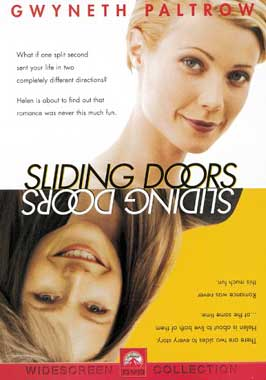 GWYNETH PALTROW
What if one split second
sent your life in two
completely different directions?
Helen is about to find out that
romance was never this much fun.
SLIDING DOORS
SLIDING DOORS
There are two sides to every story.
Helen is about to live both of them
...at the same time.
Romance was never
this much fun.
WIDESCREEN DVD COLLECTION